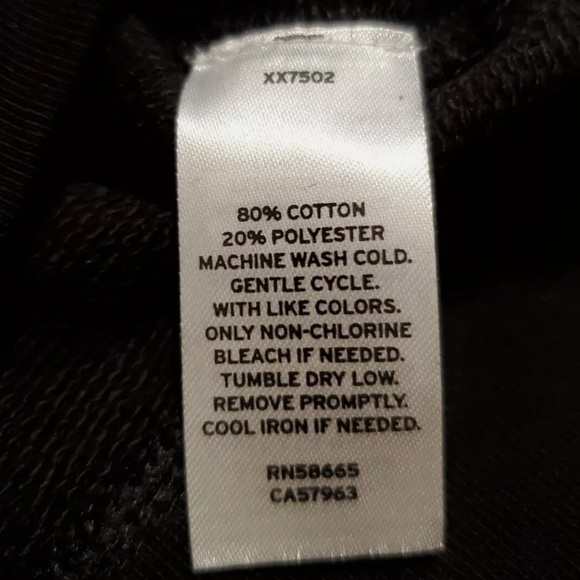 XX7502
80% COTTON
20% POLYESTER
MACHINE WASH COLD.
GENTLE CYCLE.
WITH LIKE COLORS.
ONLY NON-CHLORINE
BLEACH IF NEEDED.
TUMBLE DRY LOW.
REMOVE PROMPTLY.
COOL IRON IF NEEDED.
RN58665
CA57963